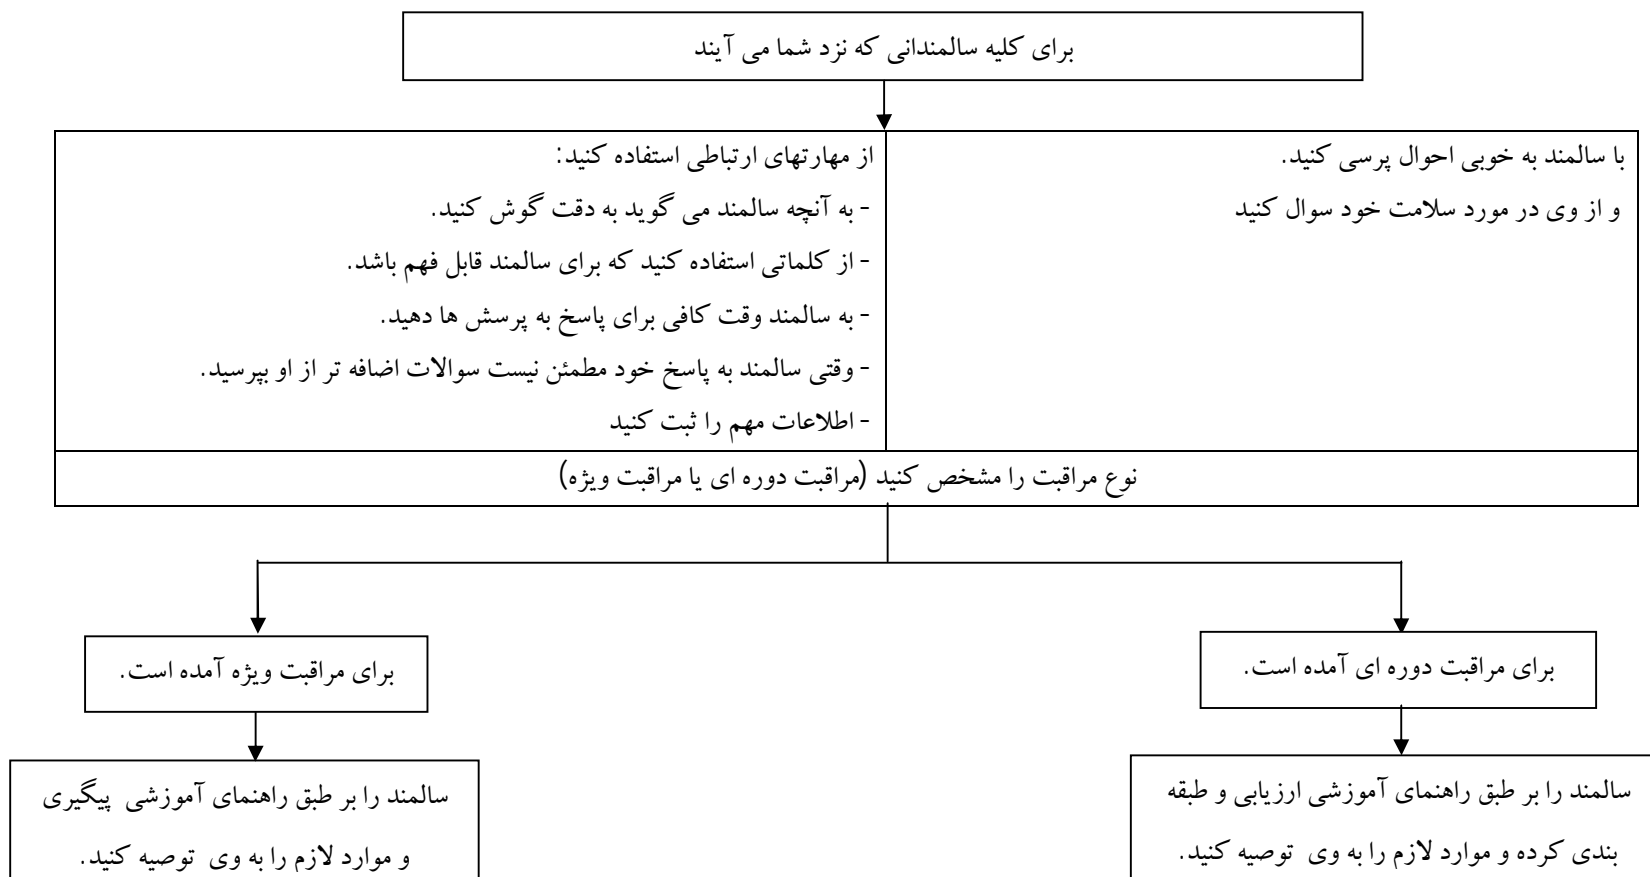 برای کلیه سالمندانی که نزد شما می آیند
با سالمند به خوبی احوال پرسی کنید.
و از وی در مورد سلامت خود سوال کنید
از مهارتهای ارتباطی استفاده کنید:
- به آنچه سالمند می گوید به دقت گوش کنید.
- از کلماتی استفاده کنید که برای سالمند قابل فهم باشد.
- به سالمند وقت کافی برای پاسخ به پرسش ها دهید.
- وقتی سالمند به پاسخ خود مطمئن نیست سوالات اضافه تر از او بپرسید.
- اطلاعات مهم را ثبت کنید
نوع مراقبت را مشخص کنید (مراقبت دوره ای یا مراقبت ویژه)
برای مراقبت دوره ای آمده است.
سالمند را بر طبق راهنمای آموزشی ارزیابی و طبقه
بندی کرده و موارد لازم را به وی توصیه کنید.
برای مراقبت ویژه آمده است.
سالمند را بر طبق راهنمای آموزشی پیگیری
و موارد لازم را به وی توصیه کنید.